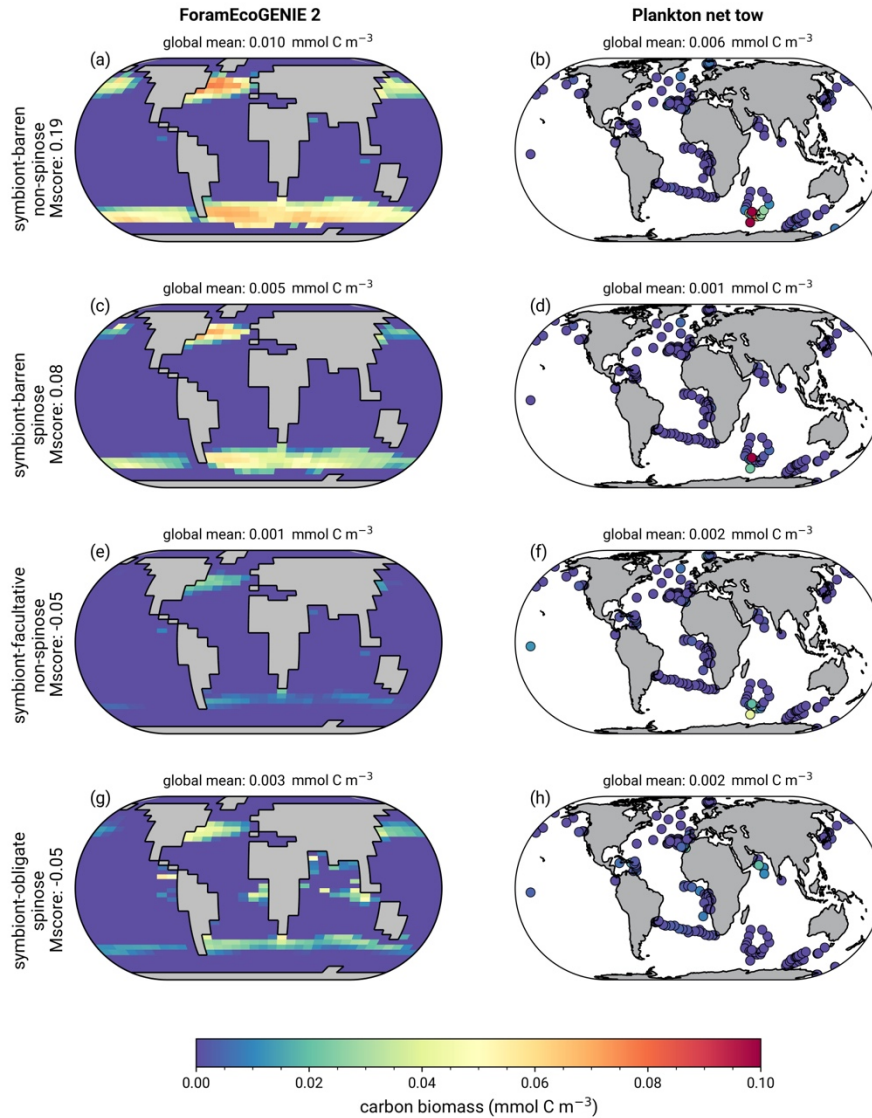 ForamEcoGENIE 2
Plankton net tow
(a)
global mean: 0.010 mmol C m⁻³
(b)
global mean: 0.006 mmol C m⁻³
symbiont-barren
non-spinose
Mscore: 0.19
(c)
global mean: 0.005 mmol C m⁻³
(d)
global mean: 0.001 mmol C m⁻³
symbiont-barren
spinose
Mscore: 0.08
(e)
global mean: 0.001 mmol C m⁻³
(f)
global mean: 0.002 mmol C m⁻³
symbiont-facultative
non-spinose
Mscore: -0.05
(g)
global mean: 0.003 mmol C m⁻³
(h)
global mean: 0.002 mmol C m⁻³
symbiont-obligate
spinose
Mscore: -0.05
0.00 0.02 0.04 0.06 0.08 0.10
carbon biomass (mmol C m⁻³)